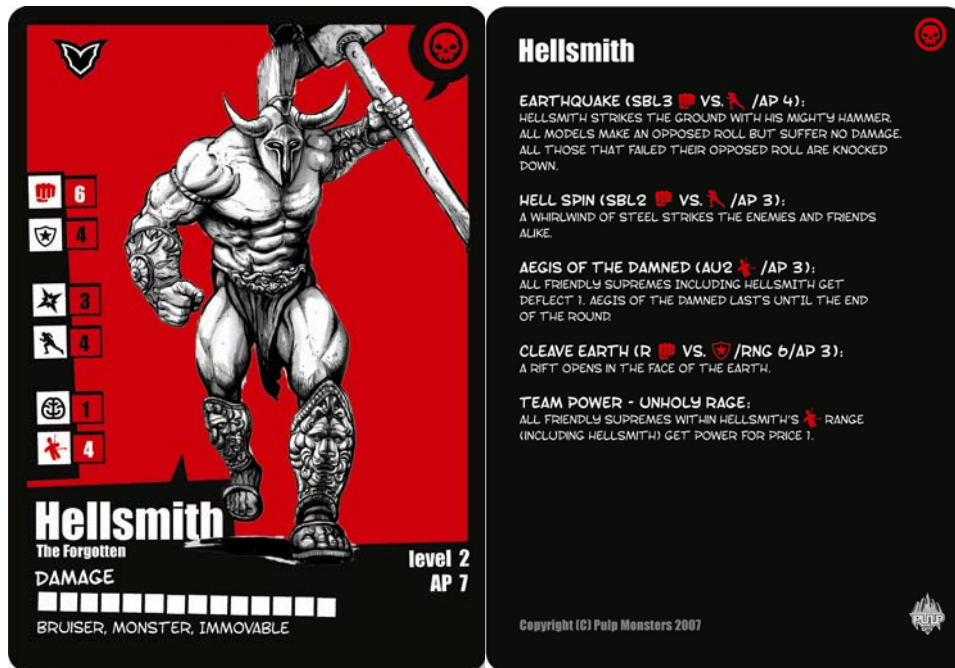 6
4
3
4
1
4
Hellsmith
The Forgotten
level 2
AP 7
DAMAGE
BRUISER, MONSTER, IMMOVABLE
Hellsmith
EARTHQUAKE (SBL3 VS. /AP 4):
HELLSMITH STRIKES THE GROUND WITH HIS MIGHTY HAMMER.
ALL MODELS MAKE AN OPPOSED ROLL BUT SUFFER NO DAMAGE.
ALL THOSE THAT FAILED THEIR OPPOSED ROLL ARE KNOCKED
DOWN.
HELL SPIN (SBL2 VS. /AP 3):
A WHIRLWIND OF STEEL STRIKES THE ENEMIES AND FRIENDS
ALIKE.
AEGIS OF THE DAMNED (AU2 /AP 3):
ALL FRIENDLY SUPREMES INCLUDING HELLSMITH GET
DEFLECT 1. AEGIS OF THE DAMNED LASTS UNTIL THE END
OF THE ROUND.
CLEAVE EARTH (R VS. /RNG 6/AP 3):
A RIFT OPENS IN THE FACE OF THE EARTH.
TEAM POWER - UNHOLY RAGE:
ALL FRIENDLY SUPREMES WITHIN HELLSMITH'S RANGE
(INCLUDING HELLSMITH) GET POWER FOR PRICE 1.
Copyright (C) Pulp Monsters 2007
PULP